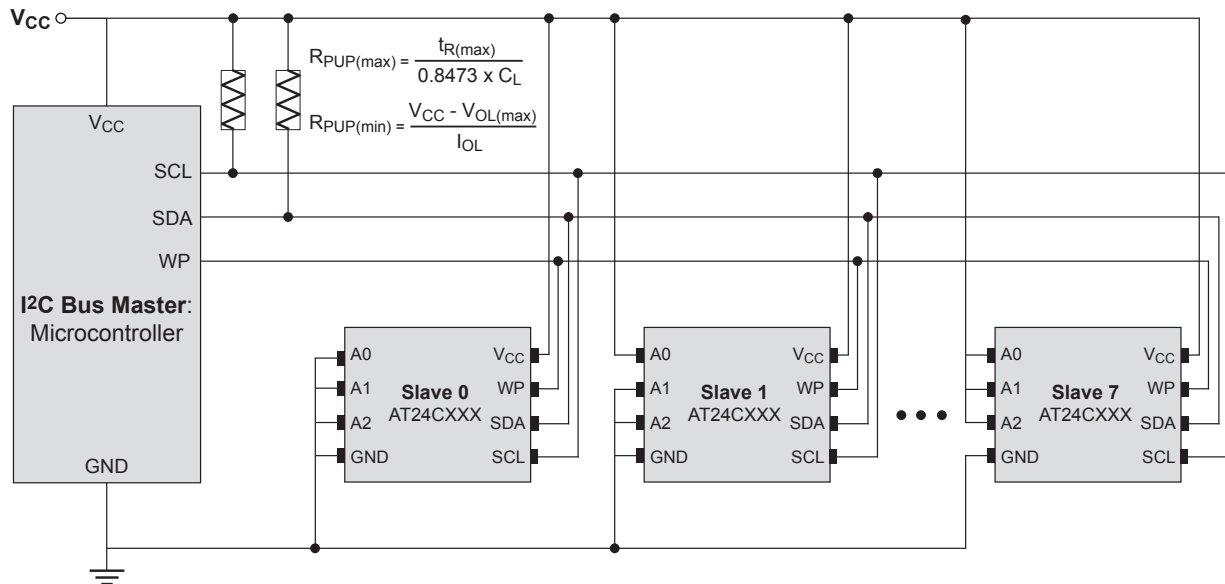 VCC
RPUP(max) = tR(max)
0.8473 x CL
RPUP(min) = VCC - VOL(max)
IOL
VCC
SCL
SDA
WP
I2C Bus Master:
Microcontroller
GND
A0
A1
A2
GND
Slave 0
AT24CXXX
VCC
WP
SDA
SCL
A0
A1
A2
GND
Slave 1
AT24CXXX
VCC
WP
SDA
SCL
A0
A1
A2
GND
Slave 7
AT24CXXX
VCC
WP
SDA
SCL